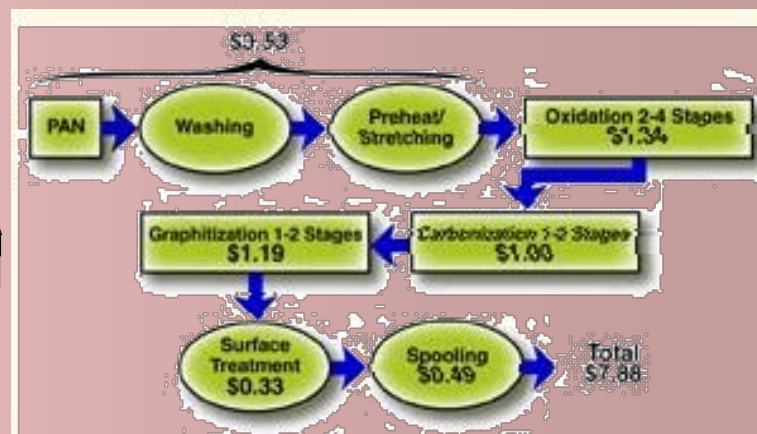 $3.53
PAN
Washing
Preheat/
Stretching
Oxidation 2-4 Stages
$1.34
Graphitization 1-2 Stages
$1.19
Carbonization 1-2 Stages
$1.00
Surface
Treatment
$0.33
Spooling
$0.49
Total
$7.88